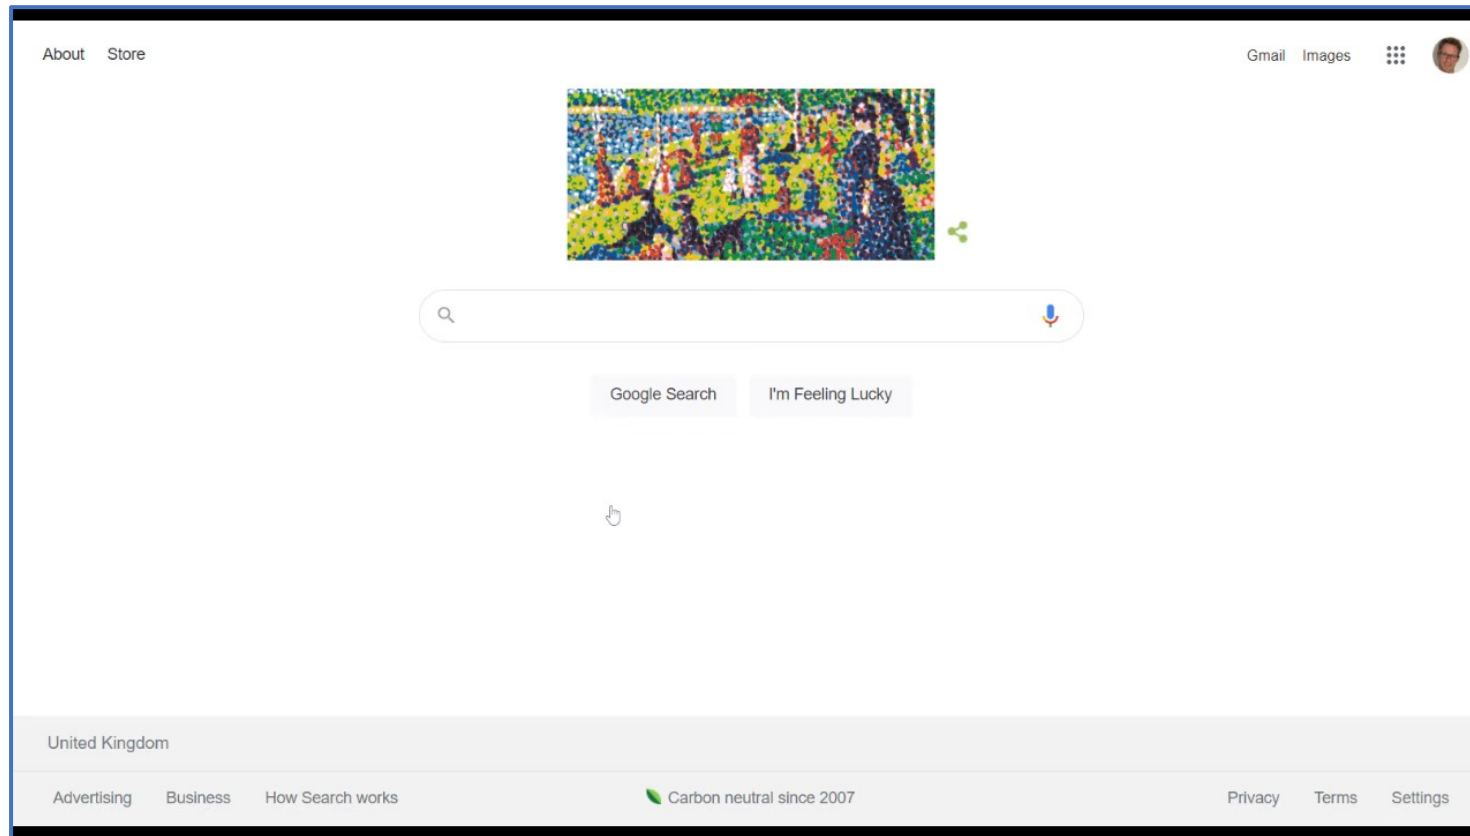 About Store Gmail Images
Google Search I'm Feeling Lucky
United Kingdom
Advertising Business How Search works Carbon neutral since 2007 Privacy Terms Settings